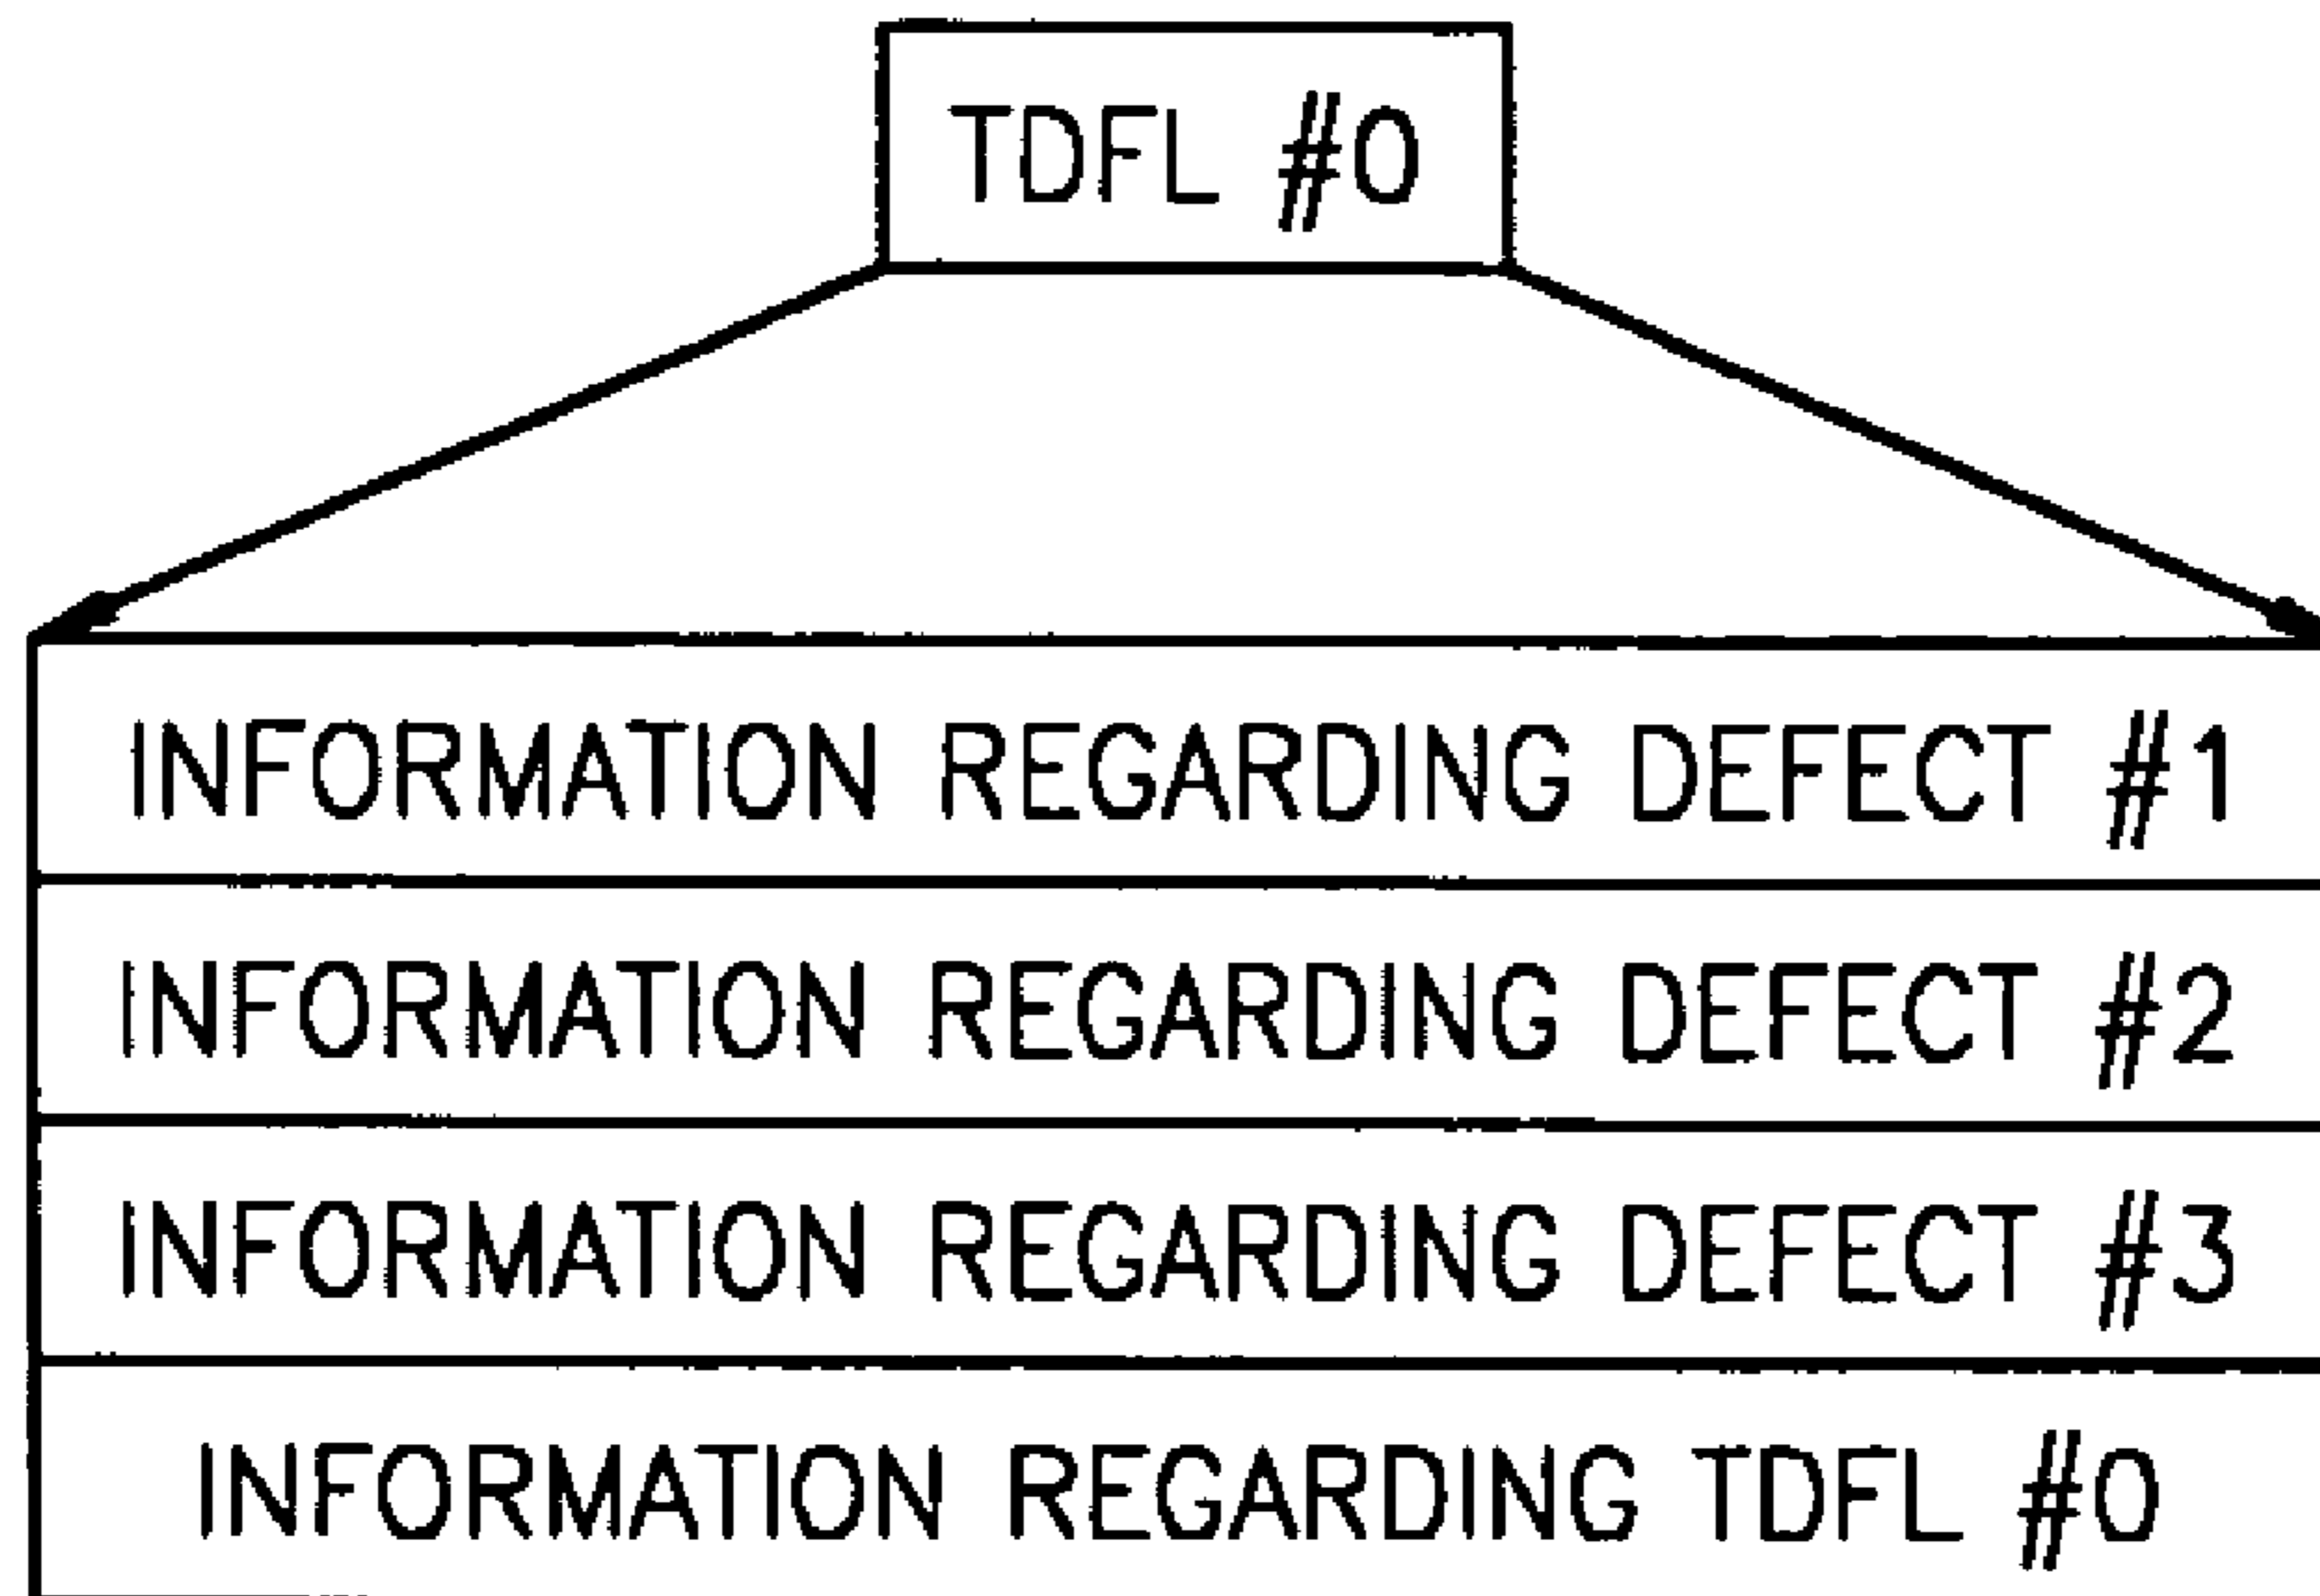 TDFL #0
INFORMATION REGARDING DEFECT #1
INFORMATION REGARDING DEFECT #2
INFORMATION REGARDING DEFECT #3
INFORMATION REGARDING TDFL #0